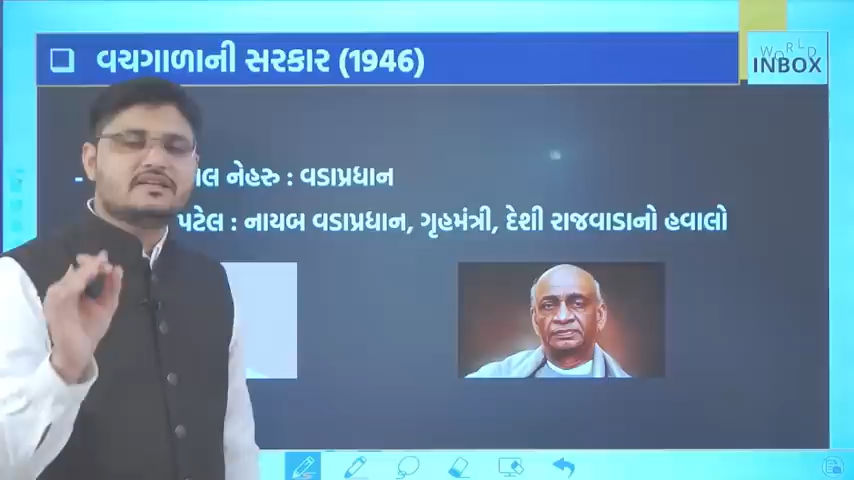 ❑ વચગાળાની સરકાર (1946)
WORLD
INBOX
- લ નેહરુ : વડાપ્રધાન
પટેલ : નાયબ વડાપ્રધાન, ગૃહમંત્રી, દેશી રાજવાડાનો હવાલો